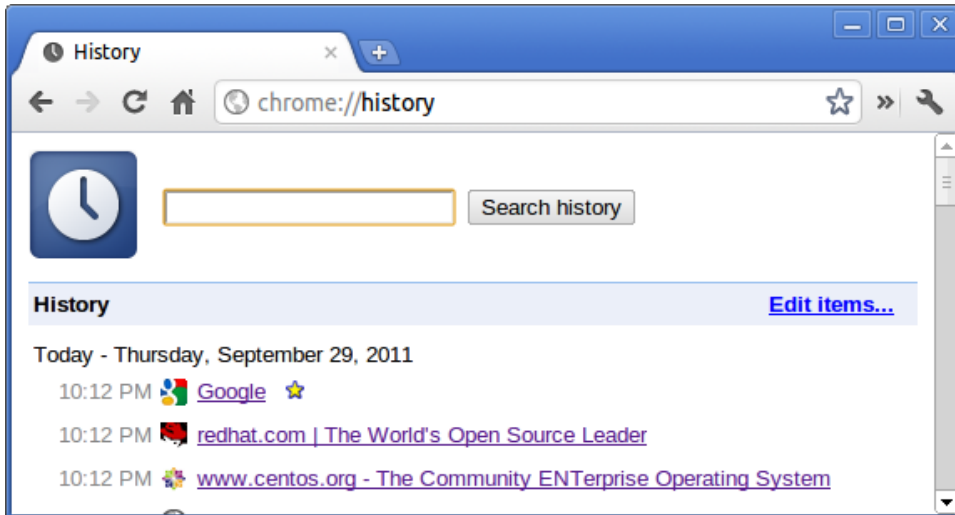 History
chrome://history
Search history
History Edit items...
Today - Thursday, September 29, 2011
10:12 PM Google
10:12 PM redhat.com | The World's Open Source Leader
10:12 PM www.centos.org - The Community ENTerprise Operating System